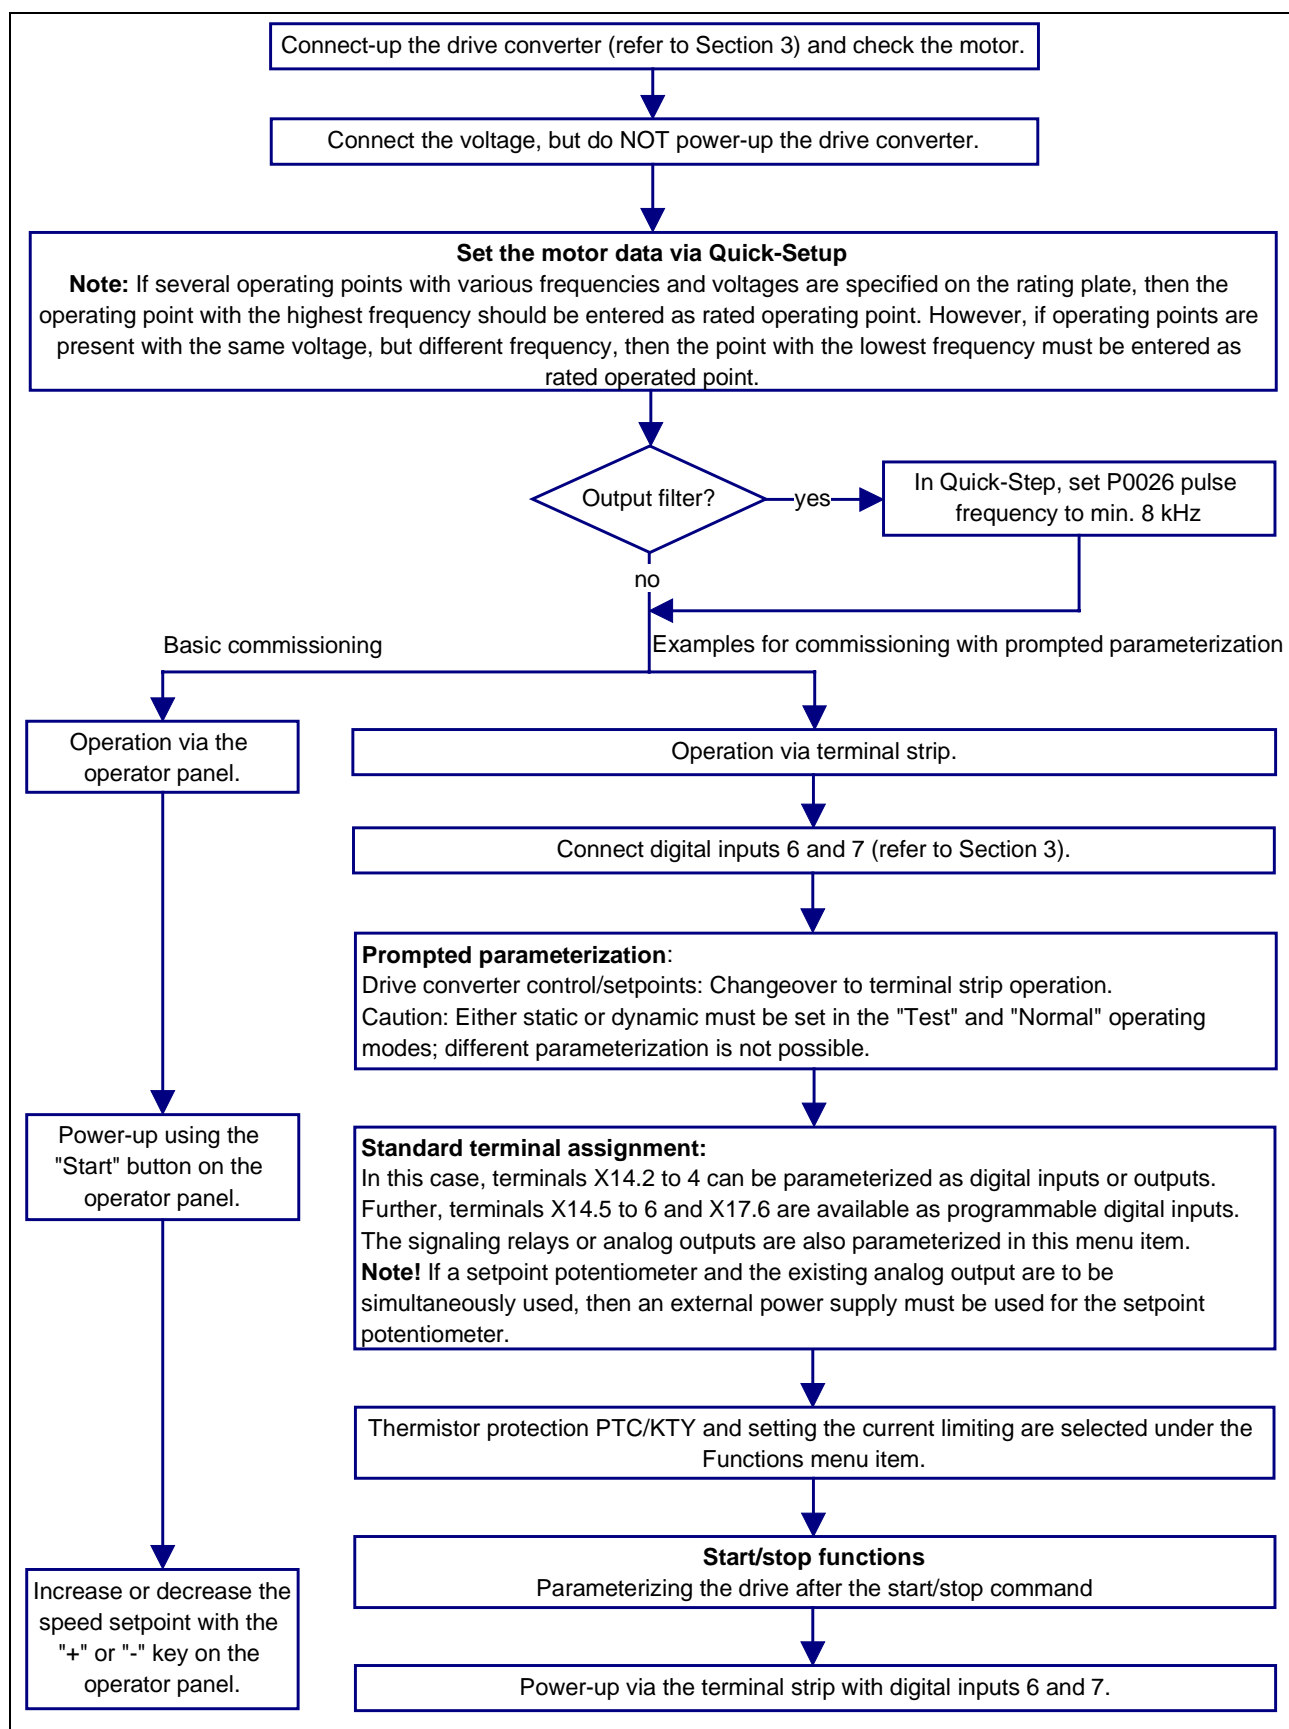 Connect-up the drive converter (refer to Section 3) and check the motor.
Connect the voltage, but do NOT power-up the drive converter.
Set the motor data via Quick-Setup
Note: If several operating points with various frequencies and voltages are specified on the rating plate, then the
operating point with the highest frequency should be entered as rated operating point. However, if operating points are
present with the same voltage, but different frequency, then the point with the lowest frequency must be entered as
rated operated point.
Output filter?
yes
In Quick-Step, set P0026 pulse
frequency to min. 8 kHz
no
Basic commissioning
Examples for commissioning with prompted parameterization
Operation via the
operator panel.
Power-up using the
"Start" button on the
operator panel.
Increase or decrease the
speed setpoint with the
"+" or "-" key on the
operator panel.
Operation via terminal strip.
Connect digital inputs 6 and 7 (refer to Section 3).
Prompted parameterization:
Drive converter control/setpoints: Changeover to terminal strip operation.
Caution: Either static or dynamic must be set in the "Test" and "Normal" operating
modes; different parameterization is not possible.
Standard terminal assignment:
In this case, terminals X14.2 to 4 can be parameterized as digital inputs or outputs.
Further, terminals X14.5 to 6 and X17.6 are available as programmable digital inputs.
The signaling relays or analog outputs are also parameterized in this menu item.
Note! If a setpoint potentiometer and the existing analog output are to be
simultaneously used, then an external power supply must be used for the setpoint
potentiometer.
Thermistor protection PTC/KTY and setting the current limiting are selected under the
Functions menu item.
Start/stop functions
Parameterizing the drive after the start/stop command
Power-up via the terminal strip with digital inputs 6 and 7.